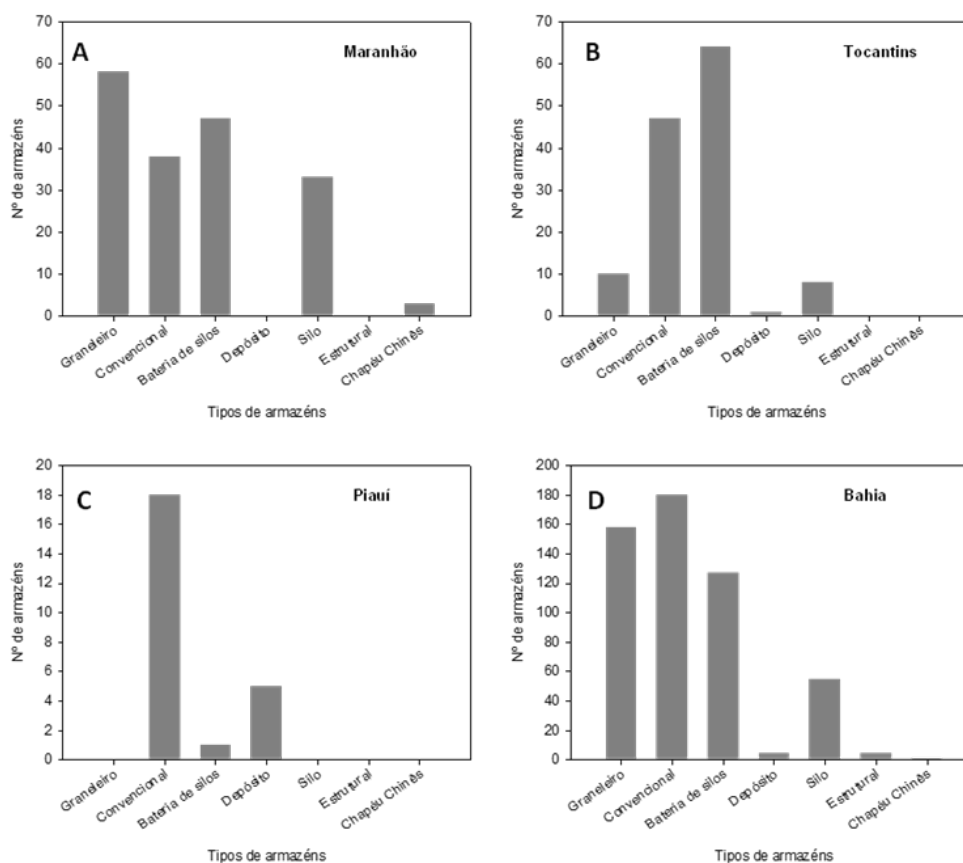 A
Maranhão
70
60
50
40
30
20
10
0
Nº de armazéns
Graneleiro
Convencional
Bateria de silos
Depósito
Silo
Estrutural
Chapéu Chinês
Tipos de armazéns
B
Tocantins
70
60
50
40
30
20
10
0
Nº de armazéns
Graneleiro
Convencional
Bateria de silos
Depósito
Silo
Estrutural
Chapéu Chinês
Tipos de armazéns
C
Piauí
20
18
16
14
12
10
8
6
4
2
0
Nº de armazéns
Graneleiro
Convencional
Bateria de silos
Depósito
Silo
Estrutural
Chapéu Chinês
Tipos de armazéns
D
Bahia
200
180
160
140
120
100
80
60
40
20
0
Nº de armazéns
Graneleiro
Convencional
Bateria de silos
Depósito
Silo
Estrutural
Chapéu Chinês
Tipos de armazéns